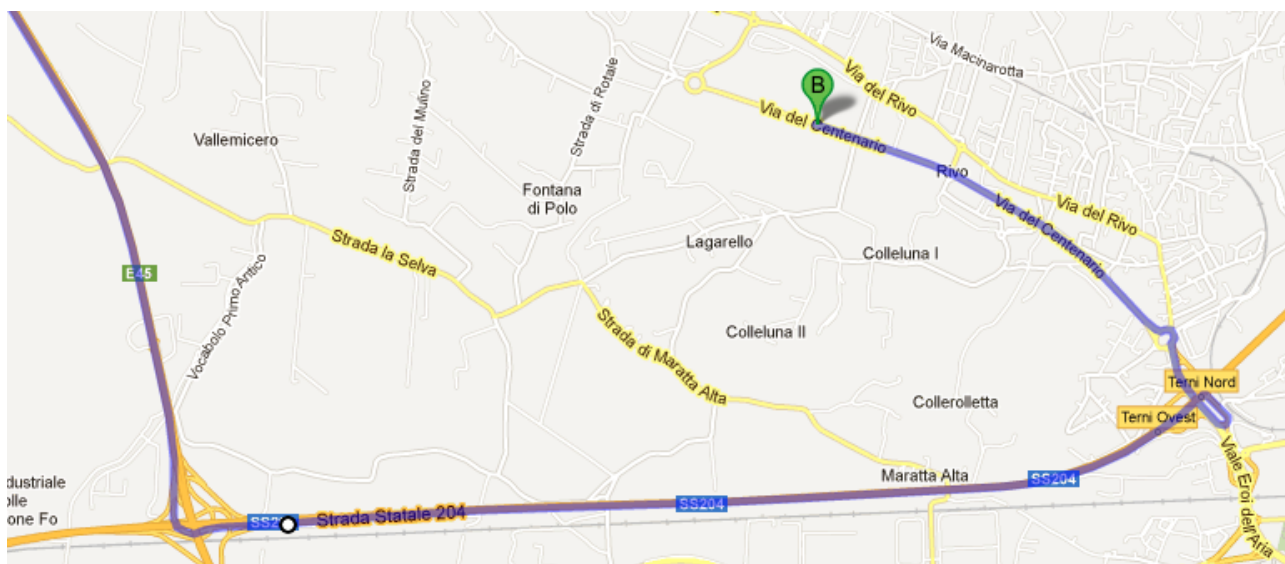 Via Macinarotta
Via del Rivo
B
Via del Centenario
Strada di Rotale
Strada del Mulino
Vallemicero
Rivo
Fontana
di Polo
Via del Rivo
Via del Centenario
Strada la Selva
Lagarello
Colleluna I
E45
Vocabolo Primo Antico
Strada di Maratta Alta
Colleluna II
Terni Nord
Collerolletta
Terni Ovest
Viale Eroi dell'Aria
Maratta Alta
SS204
SS204
Strada Statale 204
ndustriale
olle
one Fo